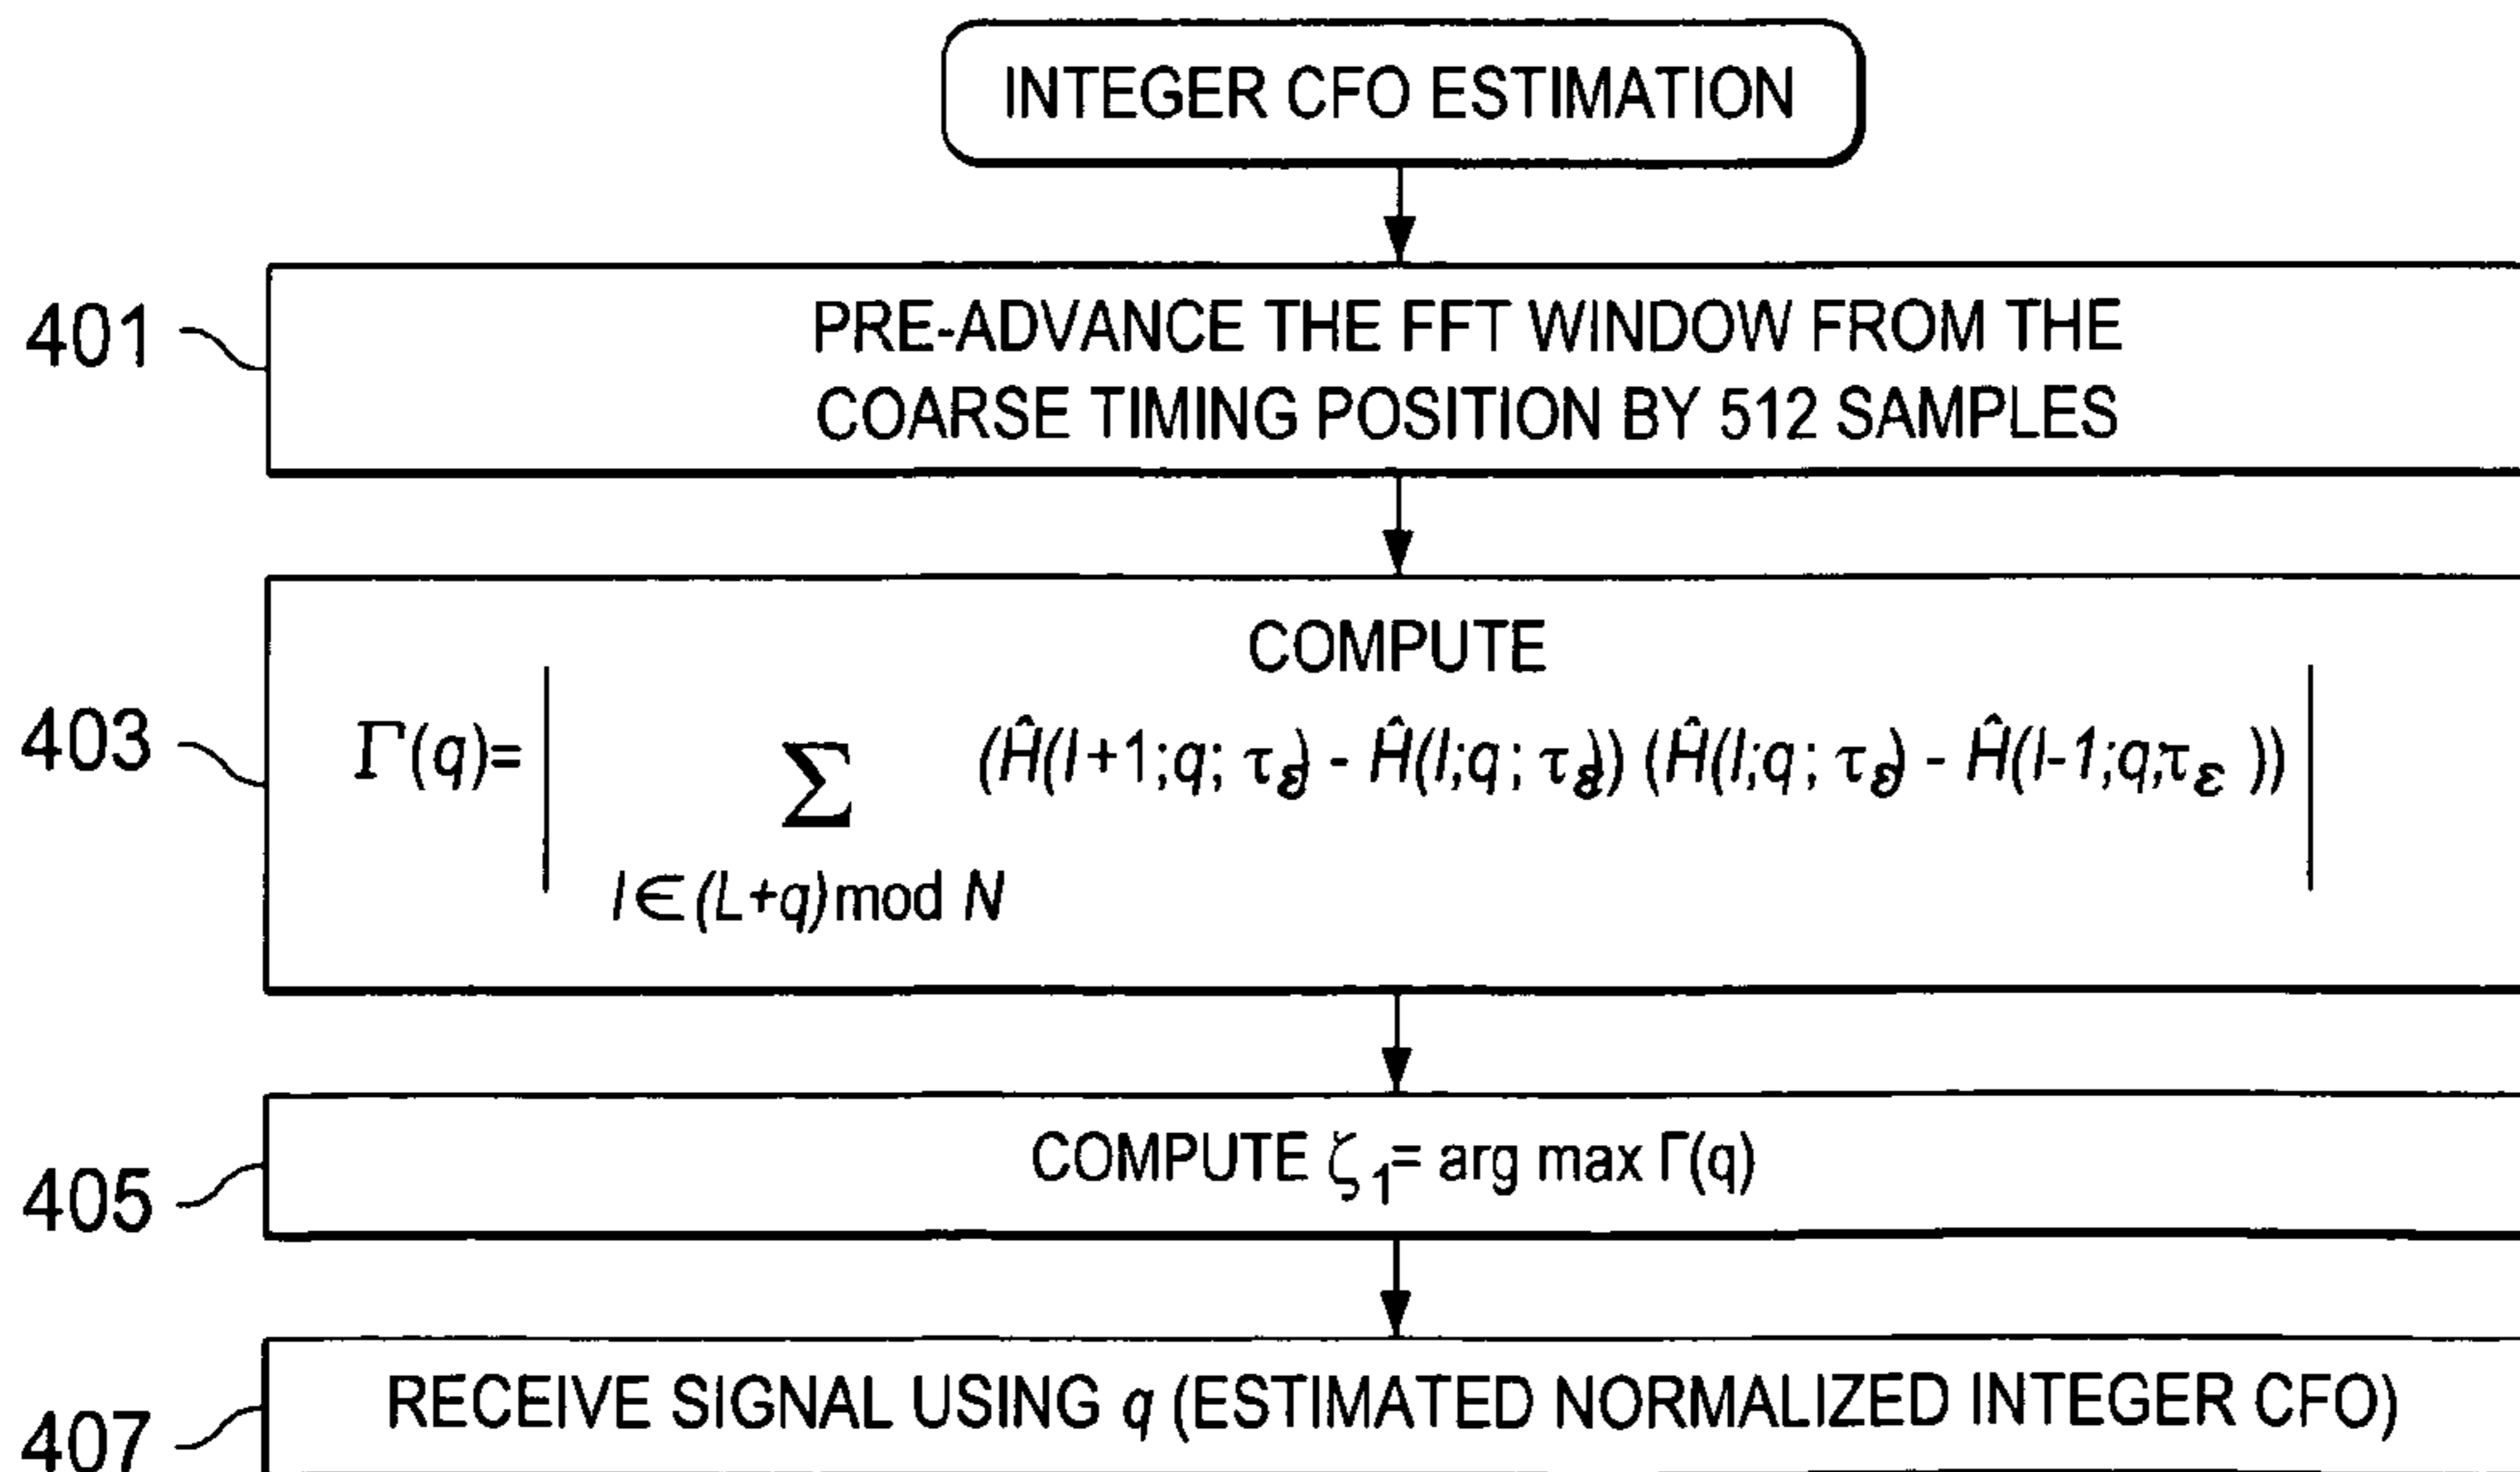 INTEGER CFO ESTIMATION
401
PRE-ADVANCE THE FFT WINDOW FROM THE
COARSE TIMING POSITION BY 512 SAMPLES
COMPUTE
403
Γ(q)= | Σ (Ĥ(l+1;q; τε) - Ĥ(l;q; τε)) (Ĥ(l;q; τε) - Ĥ(l-1;q;τε )) |
l∈(L+q)mod N
405
COMPUTE ζ1= arg max Γ(q)
407
RECEIVE SIGNAL USING q (ESTIMATED NORMALIZED INTEGER CFO)